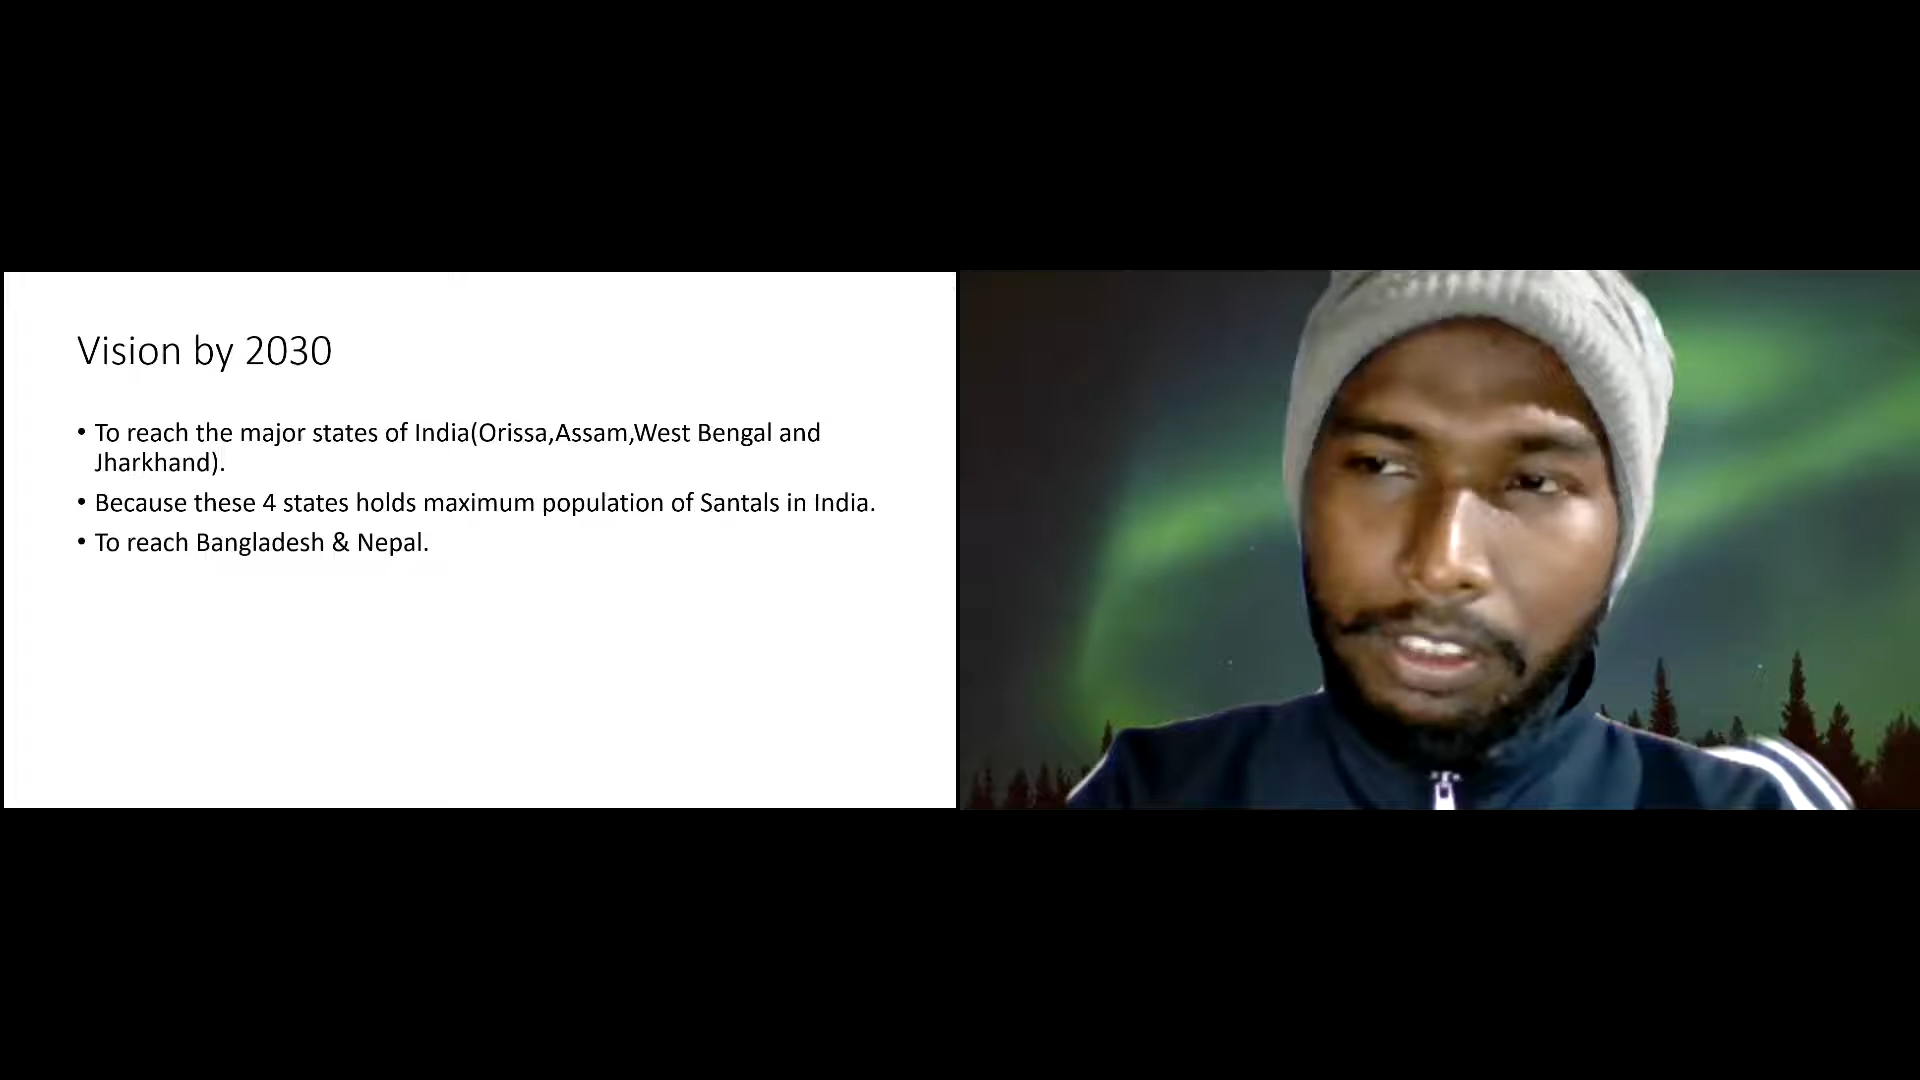 Vision by 2030
• To reach the major states of India(Orissa,Assam,West Bengal and
Jharkhand).
• Because these 4 states holds maximum population of Santals in India.
• To reach Bangladesh & Nepal.